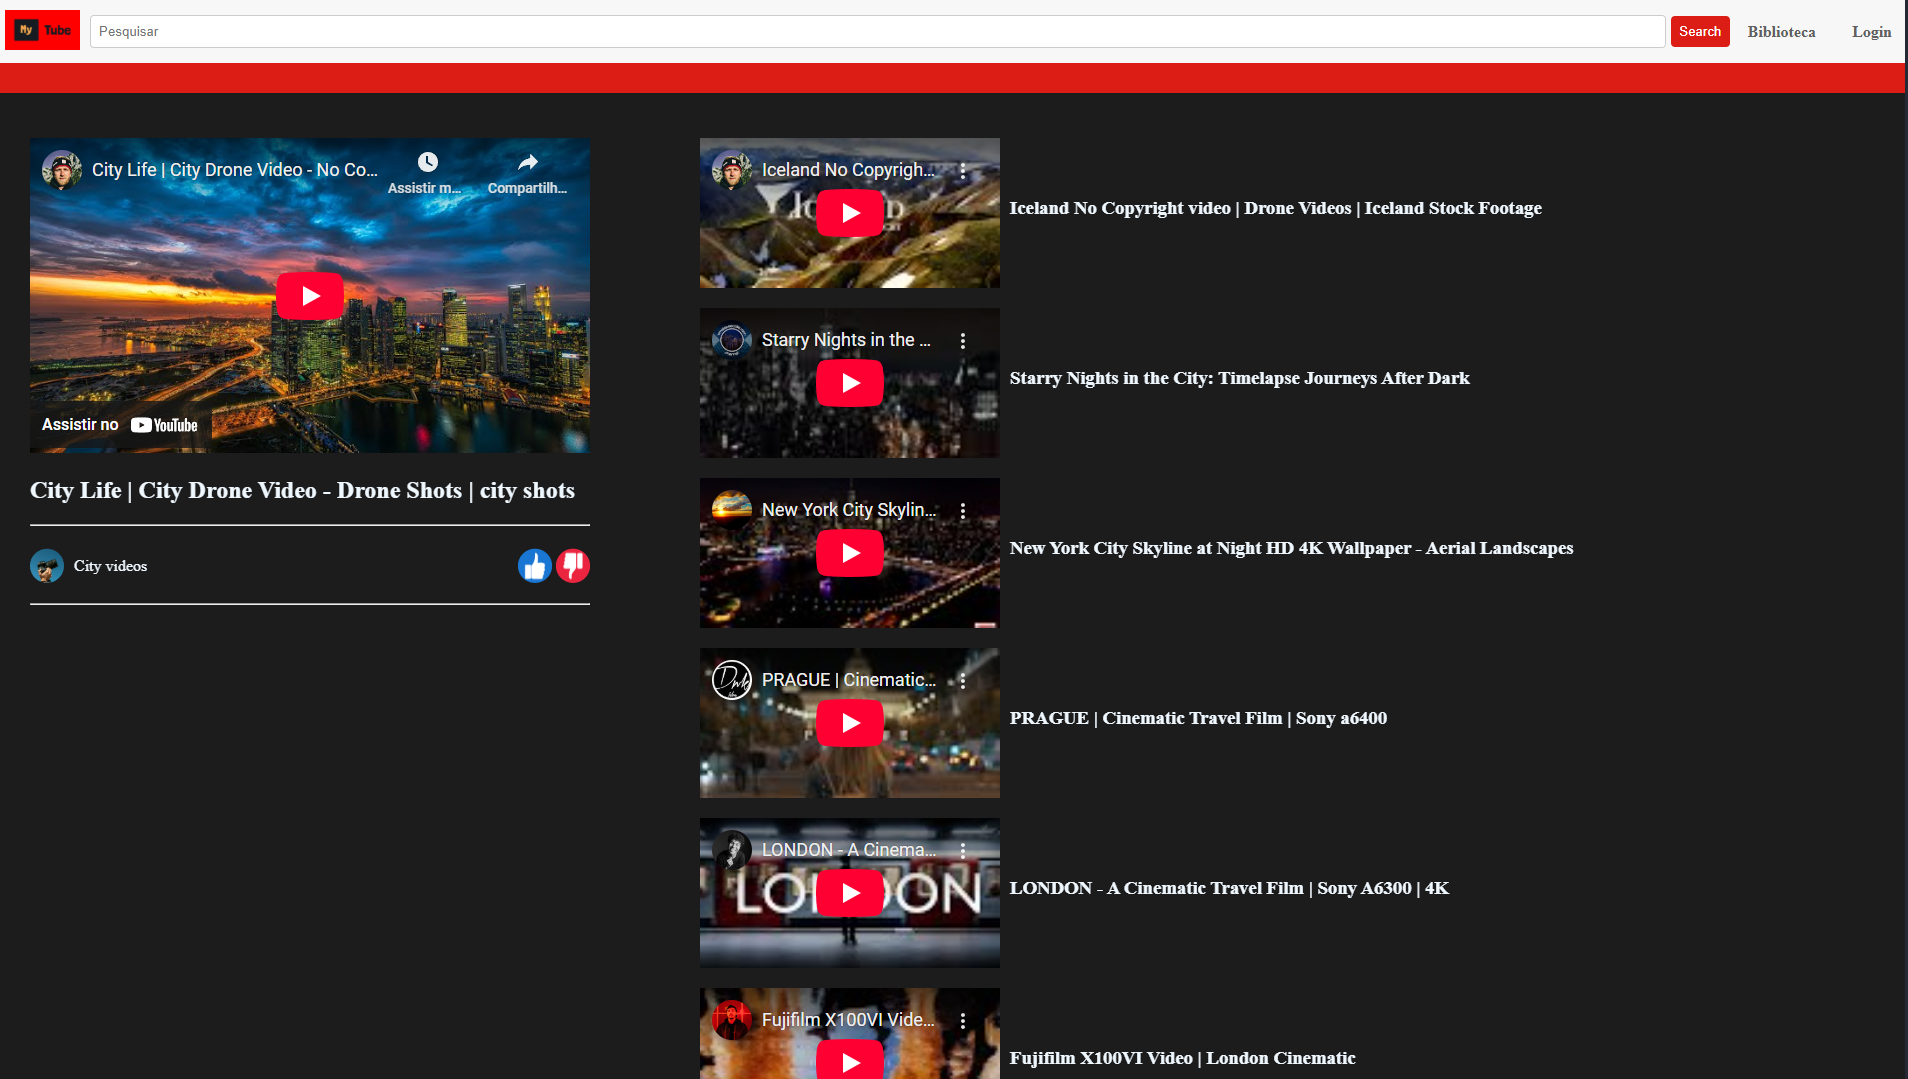 My Tube
Pesquisar
Search
Biblioteca
Login
City Life | City Drone Video - No Co...
Assistir m...
Compartilh...
Assistir no YouTube
City Life | City Drone Video - Drone Shots | city shots
City videos
Iceland No Copyrigh...
Iceland No Copyright video | Drone Videos | Iceland Stock Footage
Starry Nights in the ...
Starry Nights in the City: Timelapse Journeys After Dark
New York City Skylin...
New York City Skyline at Night HD 4K Wallpaper - Aerial Landscapes
PRAGUE | Cinematic...
PRAGUE | Cinematic Travel Film | Sony a6400
LONDON - A Cinema...
LONDON
LONDON - A Cinematic Travel Film | Sony A6300 | 4K
Fujifilm X100VI Vide...
Fujifilm X100VI Video | London Cinematic